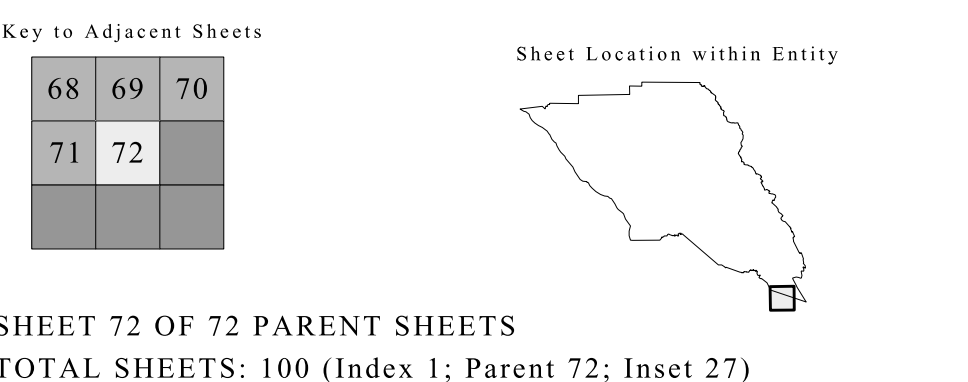 Key to Adjacent Sheets
68 69 70
71 72
Sheet Location within Entity
SHEET 72 OF 72 PARENT SHEETS
TOTAL SHEETS: 100 (Index 1; Parent 72; Inset 27)